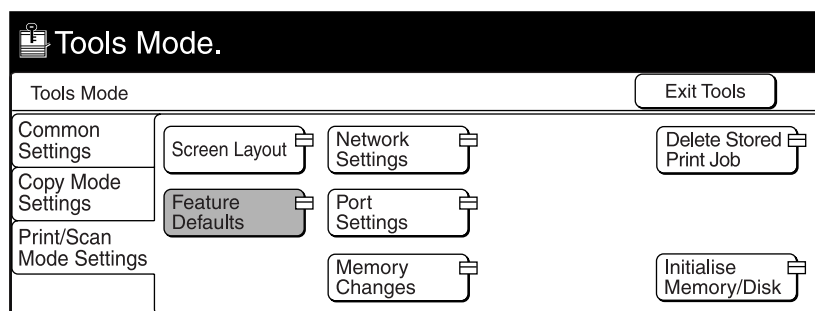 Tools Mode.
Tools Mode
Exit Tools
Common
Settings
Copy Mode
Settings
Print/Scan
Mode Settings
Screen Layout
Feature
Defaults
Network
Settings
Port
Settings
Memory
Changes
Delete Stored
Print Job
Initialise
Memory/Disk